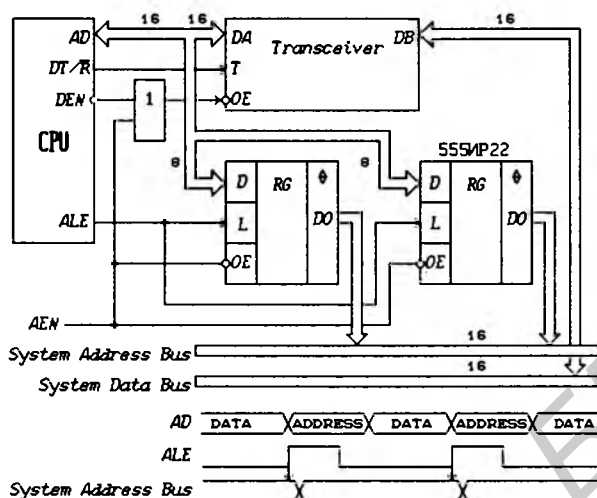 16 16 16
AD DA Transceiver DB
DT/R̅ T
DEN 1 OE
CPU
8 8 555ИР22
D RG θ D RG θ
ALE L DO L DO
OE OE
AEN
16
System Address Bus
16
System Data Bus
AD DATA ADDRESS DATA ADDRESS DATA
ALE
System Address Bus